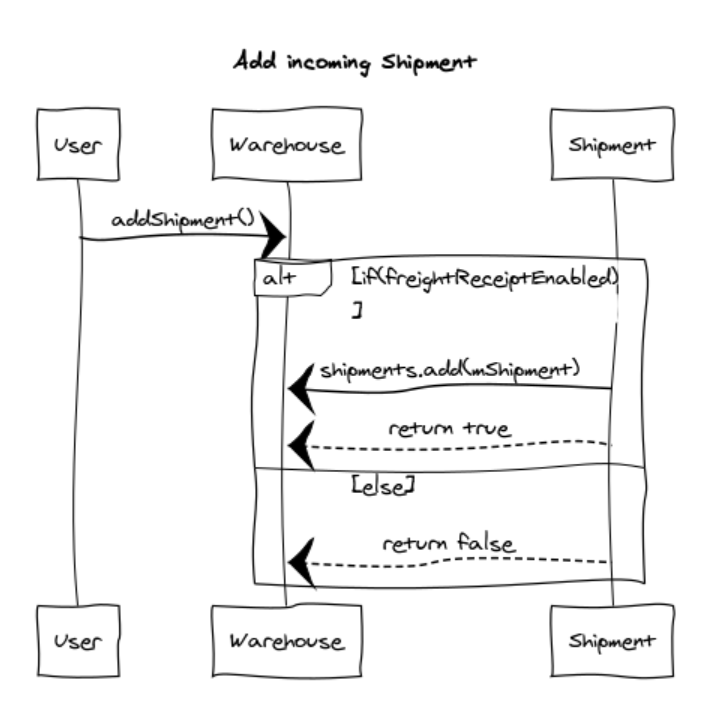 Add incoming Shipment
User
Warehouse
Shipment
addShipment()
alt
[if(freightReceiptEnabled)
]
shipments.add(mShipment)
return true
[else]
return false
User
Warehouse
Shipment